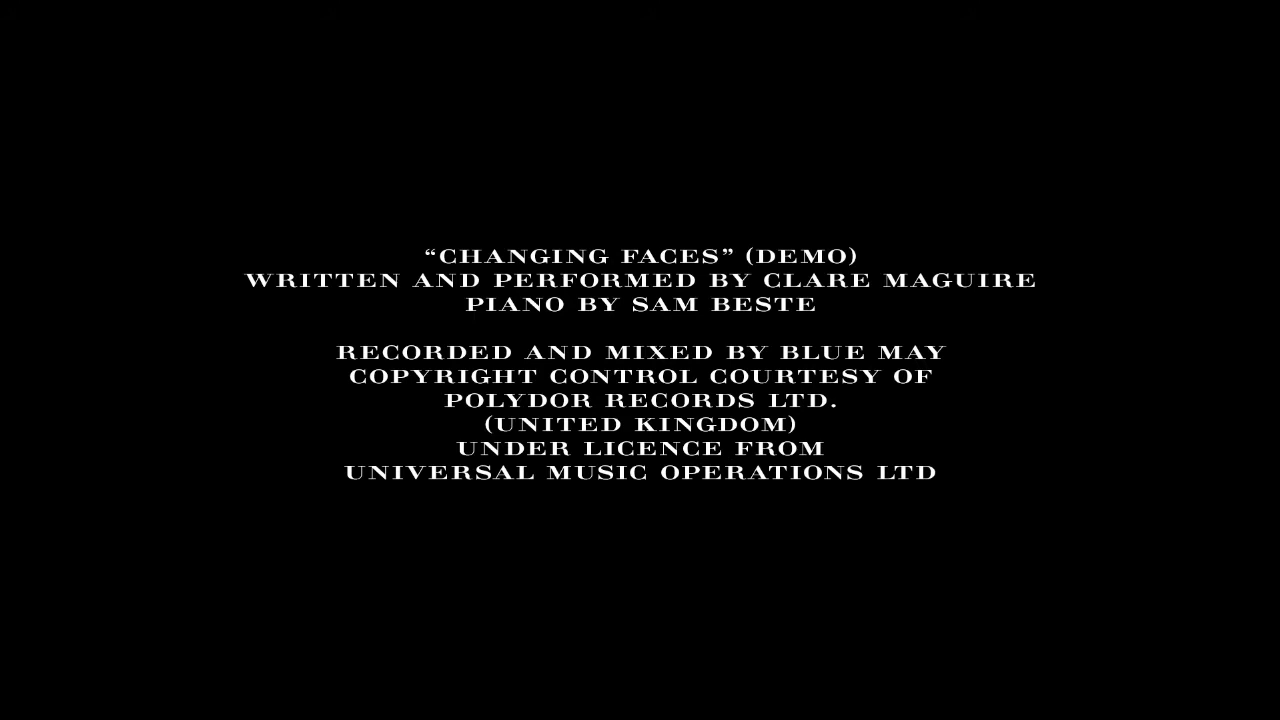 “CHANGING FACES” (DEMO)
WRITTEN AND PERFORMED BY CLARE MAGUIRE
PIANO BY SAM BESTE
RECORDED AND MIXED BY BLUE MAY
COPYRIGHT CONTROL COURTESY OF
POLYDOR RECORDS LTD.
(UNITED KINGDOM)
UNDER LICENCE FROM
UNIVERSAL MUSIC OPERATIONS LTD